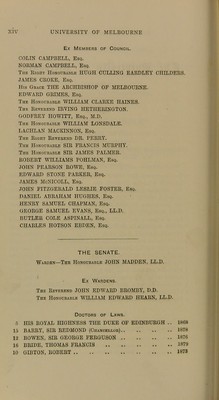 xiv UNIVERSITY OF MELBOURNE
Ex Members of Council.
COLIN CAMPBELL, Esq.
NORMAN CAMPBELL, Esq.
The Right Honourable HUGH CULLING EARDLEY CHILDERS.
JAMES CROKE, Esq.
His Grace THE ARCHBISHOP OF MELBOURNE.
EDWARD GRIMES, Esq.
The Honourable WILLIAM CLARKE HAINES.
The Reverend IRVING HETHERINGTON.
GODFREY HOWITT, Esq., M.D.
The Honourable WILLIAM LONSDALE.
LACHLAN MACKINNON, Esq.
The Right Reverend DR. PERRY.
The Honourable SIR FRANCIS MURPHY.
The Honourable SIR JAMES PALMER.
ROBERT WILLIAMS POHLMAN, Esq.
JOHN PEARSON ROWE, Esq.
EDWARD STONE PARKER, Esq.
JAMES McNICOLL, Esq.
JOHN FITZGERALD LESLIE FOSTER, Esq.
DANIEL ABRAHAM HUGHES, Esq.
HENRY SAMUEL CHAPMAN, Esq.
GEORGE SAMUEL EVANS, Esq., LL.D.
SUTLER COLE ASPINALL, Esq.
CHARLES HOTSON EBDEN, Esq.
THE SENATE.
Warden—The Honourable JOHN MADDEN, LL.D.
Ex Wardens.
The Reverend JOHN EDWARD BROMBY, D.D.
The Honourable WILLIAM EDWARD HEARN, LL.D.
Doctors of Laws.
HIS ROYAL HIGHNESS THE DUKE OF EDINBURGH .. 1868
15 BARRY, SIR REDMOND (Chancellor) .. .. .. .. 1878
BOWEN, SIR GEORGE FERGUSON .. .. .. .. 1876
BRIDE, THOMAS FRANCIS .. .. .. .. .. 1879
10 GIRTON, ROBERT .. .. .. .. .. .. .. 1873